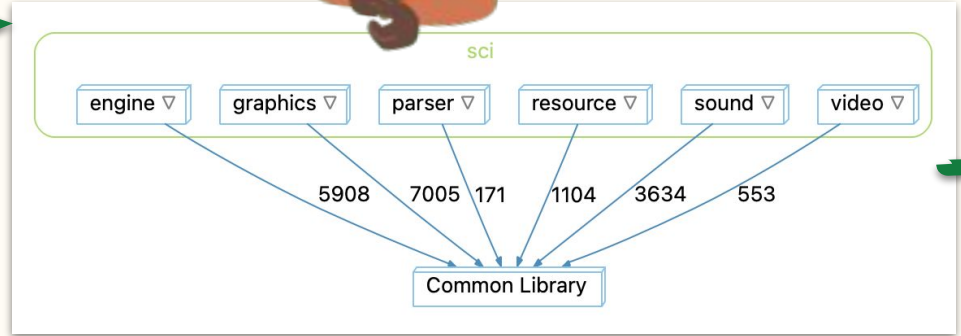 sci
engine ▽ graphics ▽ parser ▽ resource ▽ sound ▽ video ▽
5908 7005 171 1104 3634 553
Common Library